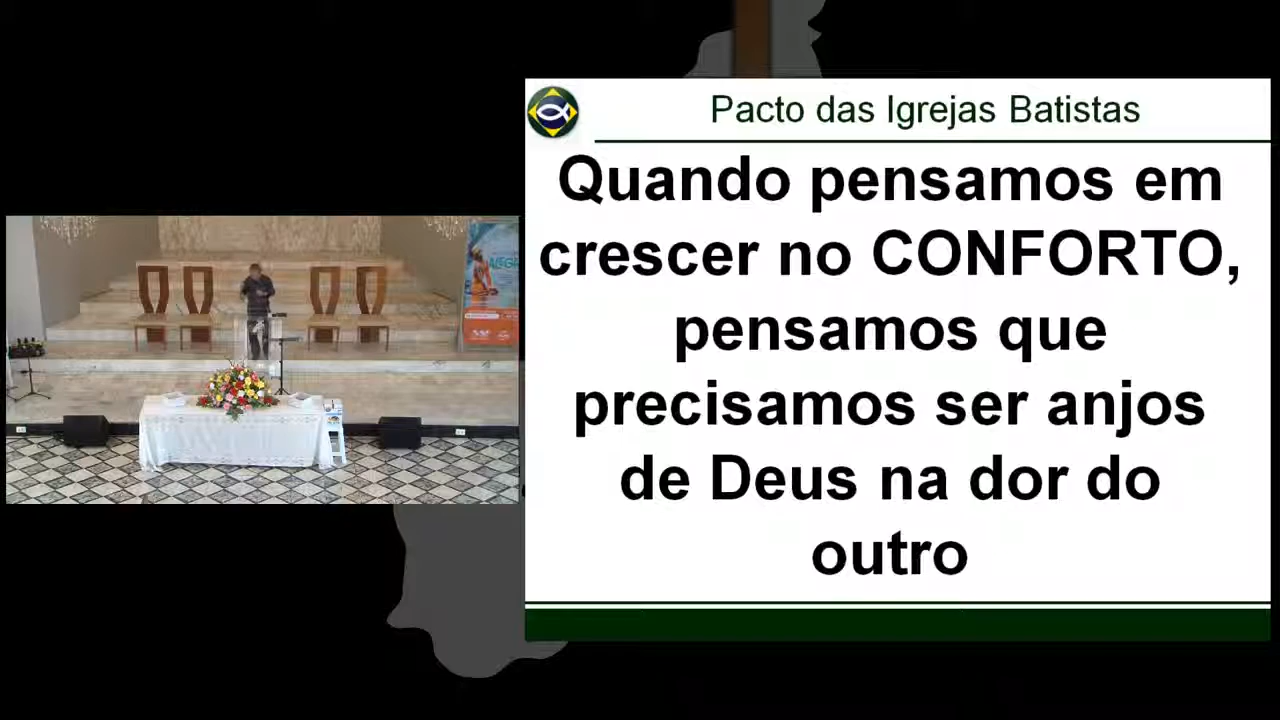 Pacto das Igrejas Batistas
Quando pensamos em
crescer no CONFORTO,
pensamos que
precisamos ser anjos
de Deus na dor do
outro